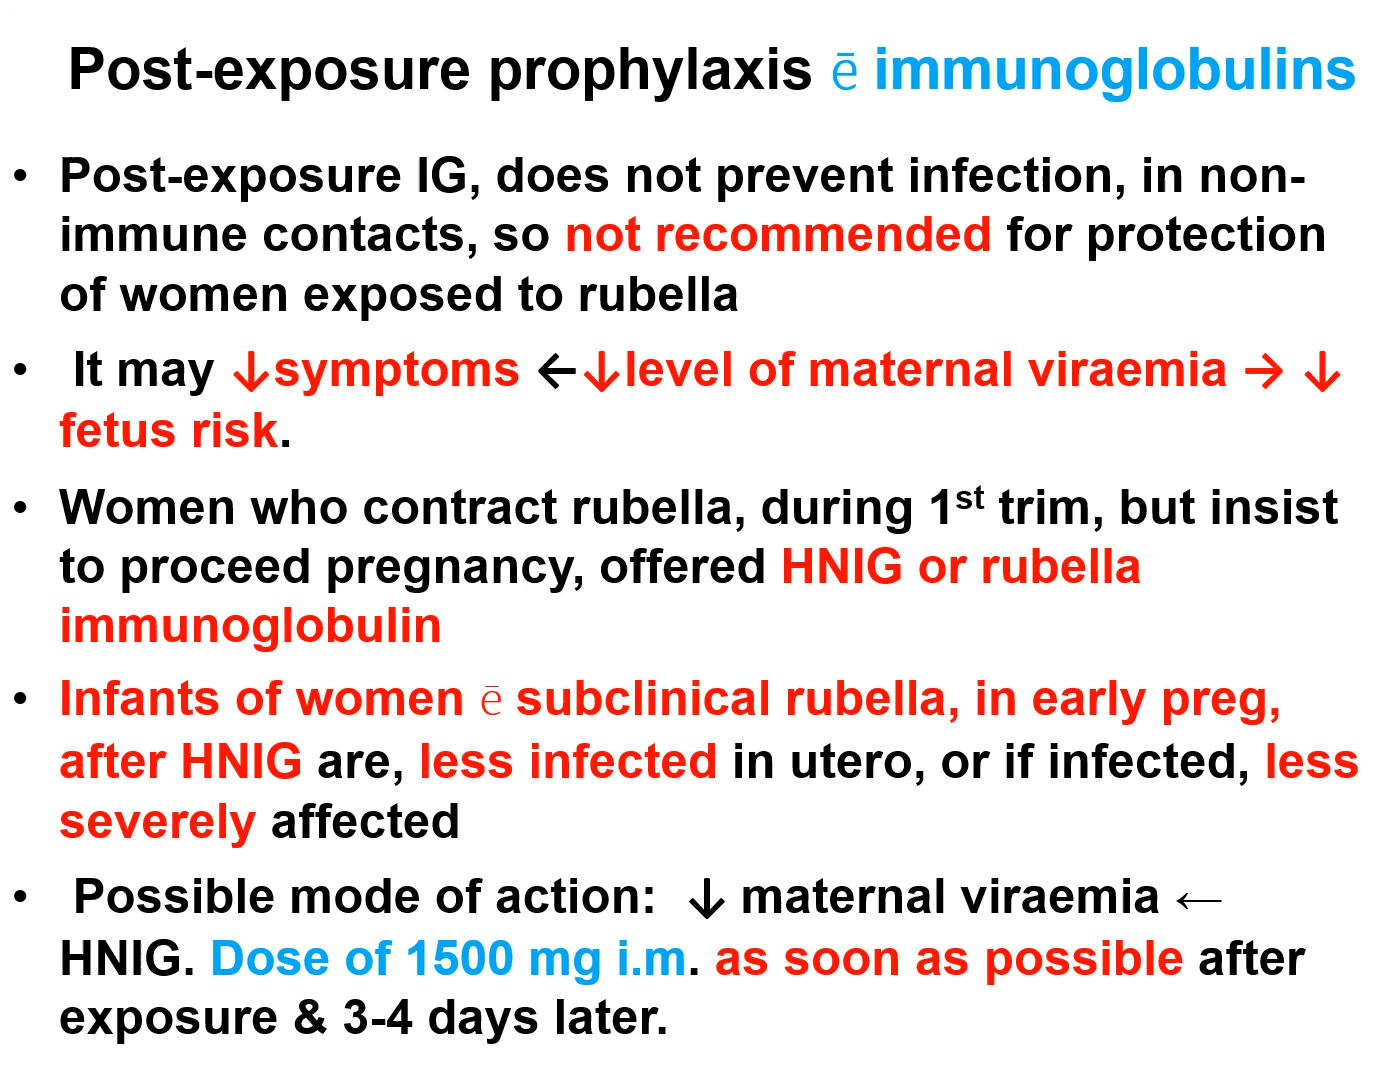 Post-exposure prophylaxis ē immunoglobulins
• Post-exposure IG, does not prevent infection, in non-
immune contacts, so not recommended for protection
of women exposed to rubella
• It may ↓symptoms ←↓level of maternal viraemia → ↓
fetus risk.
• Women who contract rubella, during 1st trim, but insist
to proceed pregnancy, offered HNIG or rubella
immunoglobulin
• Infants of women ē subclinical rubella, in early preg,
after HNIG are, less infected in utero, or if infected, less
severely affected
• Possible mode of action: ↓ maternal viraemia ←
HNIG. Dose of 1500 mg i.m. as soon as possible after
exposure & 3-4 days later.